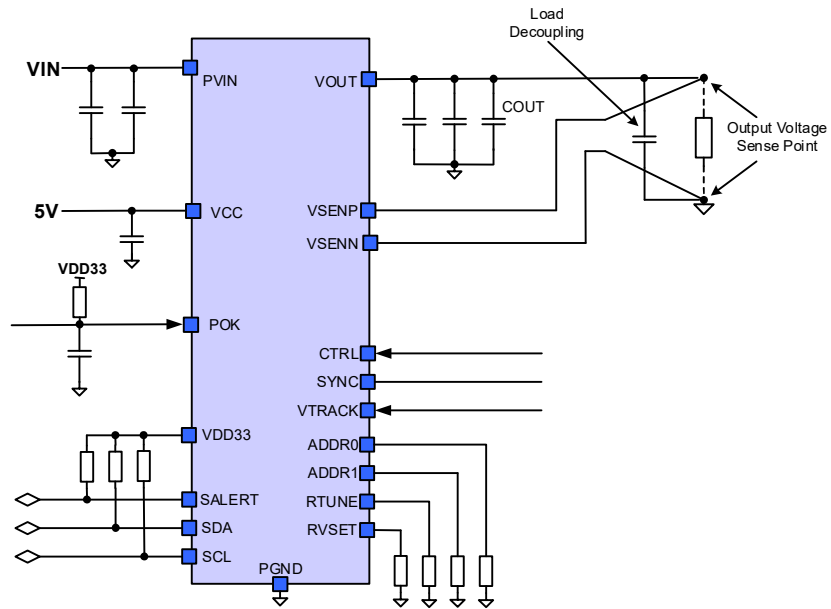 Load
Decoupling
VIN
PVIN
VOUT
COUT
Output Voltage
Sense Point
5V
VCC
VSENP
VSENN
VDD33
POK
CTRL
SYNC
VTRACK
VDD33
ADDR0
ADDR1
SALERT
RTUNE
SDA
RVSET
SCL
PGND